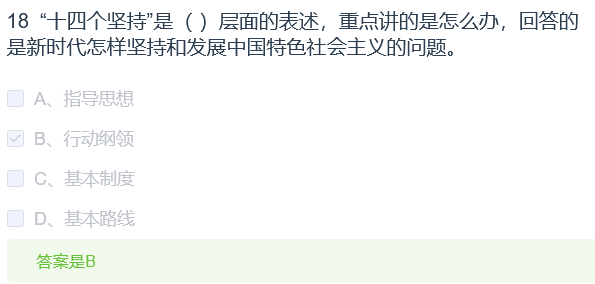 18 “十四个坚持”是（ ）层面的表述，重点讲的是怎么办，回答的
是新时代怎样坚持和发展中国特色社会主义的问题。
A、指导思想
B、行动纲领
C、基本制度
D、基本路线
答案是B